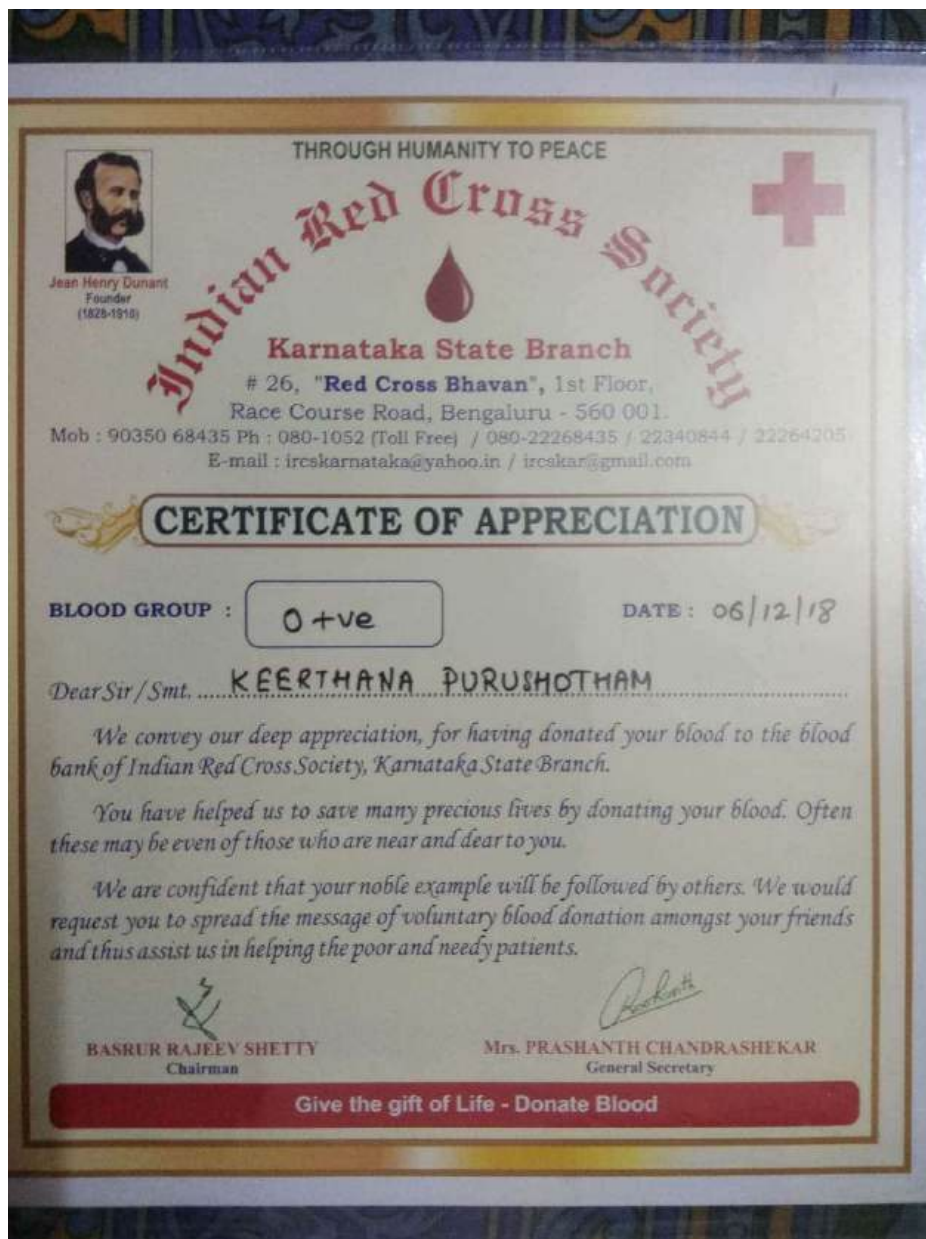 THROUGH HUMANITY TO PEACE
Indian Red Cross Society
Jean Henry Dunant
Founder
(1828-1910)
Karnataka State Branch
# 26, "Red Cross Bhavan", 1st Floor,
Race Course Road, Bengaluru - 560 001.
Mob : 90350 68435 Ph : 080-1052 (Toll Free) / 080-22268435 / 22340844 / 22264205
E-mail : ircskarnataka@yahoo.in / ircskar@gmail.com
CERTIFICATE OF APPRECIATION
BLOOD GROUP : O +ve DATE : 06/12/18
Dear Sir / Smt. KEERTHANA PURUSHOTHAM
We convey our deep appreciation, for having donated your blood to the blood
bank of Indian Red Cross Society, Karnataka State Branch.
You have helped us to save many precious lives by donating your blood. Often
these may be even of those who are near and dear to you.
We are confident that your noble example will be followed by others. We would
request you to spread the message of voluntary blood donation amongst your friends
and thus assist us in helping the poor and needy patients.
Prashanth
BASRUR RAJEEV SHETTY Mrs. PRASHANTH CHANDRASHEKAR
Chairman General Secretary
Give the gift of Life - Donate Blood